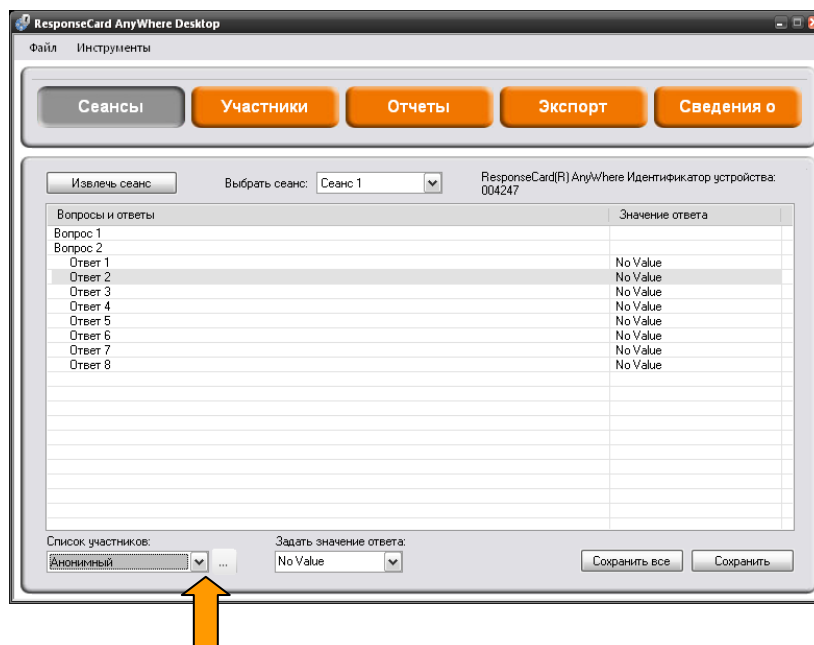 ResponseCard AnyWhere Desktop
Файл Инструменты
Сеансы Участники Отчеты Экспорт Сведения о
Извлечь сеанс Выбрать сеанс: Сеанс 1 ResponseCard(R) AnyWhere Идентификатор устройства:
004247
Вопросы и ответы Значение ответа
Вопрос 1
Вопрос 2
Ответ 1 No Value
Ответ 2 No Value
Ответ 3 No Value
Ответ 4 No Value
Ответ 5 No Value
Ответ 6 No Value
Ответ 7 No Value
Ответ 8 No Value
Список участников: Задать значение ответа:
Анонимный ... No Value Сохранить все Сохранить